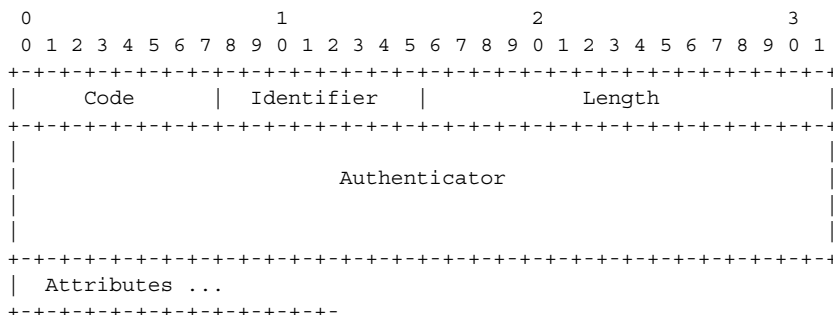 0                   1                   2                   3
 0 1 2 3 4 5 6 7 8 9 0 1 2 3 4 5 6 7 8 9 0 1 2 3 4 5 6 7 8 9 0 1
+-+-+-+-+-+-+-+-+-+-+-+-+-+-+-+-+-+-+-+-+-+-+-+-+-+-+-+-+-+-+-+-+
|     Code      |  Identifier   |            Length             |
+-+-+-+-+-+-+-+-+-+-+-+-+-+-+-+-+-+-+-+-+-+-+-+-+-+-+-+-+-+-+-+-+
|                                                               |
|                         Authenticator                         |
|                                                               |
|                                                               |
+-+-+-+-+-+-+-+-+-+-+-+-+-+-+-+-+-+-+-+-+-+-+-+-+-+-+-+-+-+-+-+-+
|  Attributes ...
+-+-+-+-+-+-+-+-+-+-+-+-+-